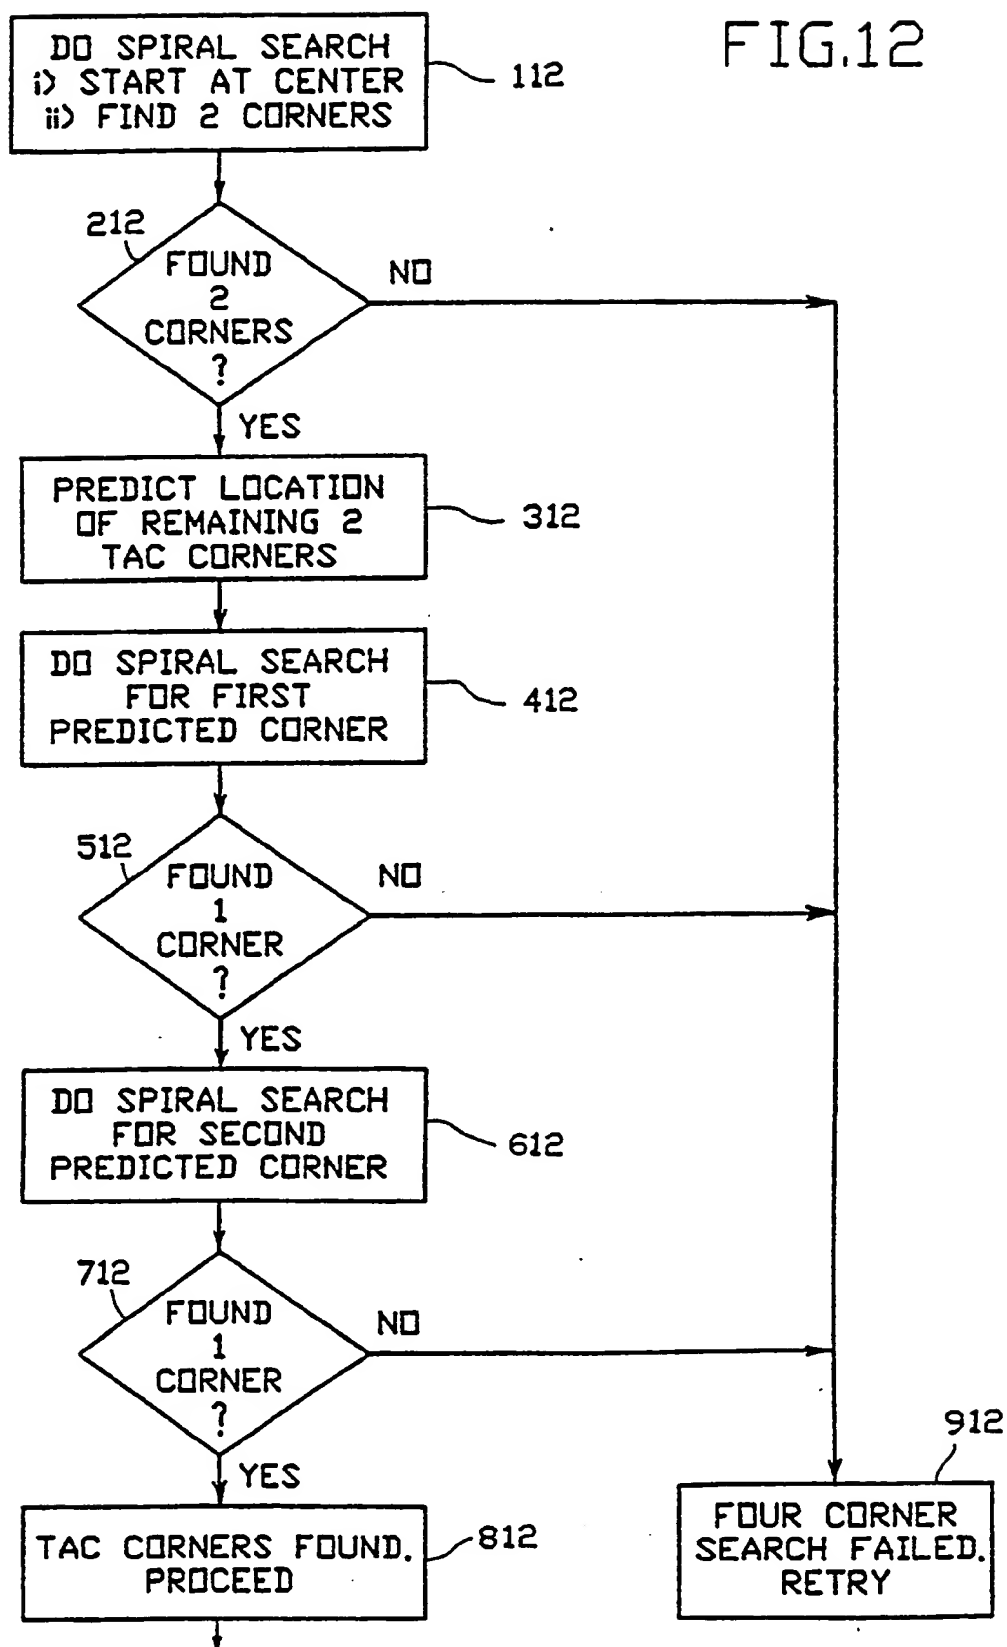 FIG.12
DO SPIRAL SEARCH
i) START AT CENTER
ii) FIND 2 CORNERS
112
212
FOUND
2
CORNERS
?
NO
YES
PREDICT LOCATION
OF REMAINING 2
TAC CORNERS
312
DO SPIRAL SEARCH
FOR FIRST
PREDICTED CORNER
412
512
FOUND
1
CORNER
?
NO
YES
DO SPIRAL SEARCH
FOR SECOND
PREDICTED CORNER
612
712
FOUND
1
CORNER
?
NO
YES
TAC CORNERS FOUND.
PROCEED
812
912
FOUR CORNER
SEARCH FAILED.
RETRY